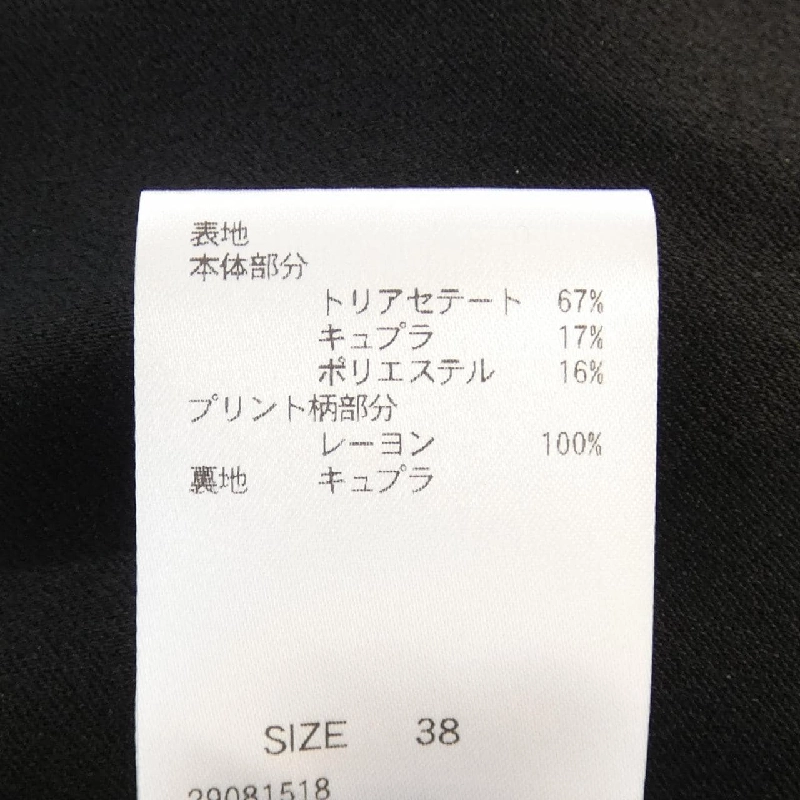 表地
本体部分
トリアセテート 67%
キュプラ 17%
ポリエステル 16%
プリント柄部分
レーヨン 100%
裏地 キュプラ
SIZE 38
29081518